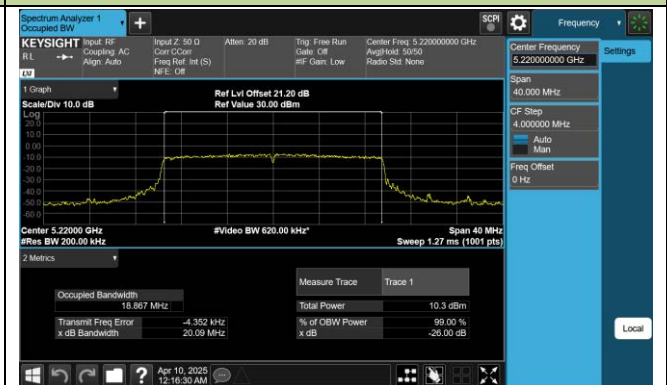 Spectrum Analyzer 1
Occupied BW
+
SCPI
Frequency
KEYSIGHT Input: RF Input Z: 50 Ω Atten: 20 dB Trig: Free Run Center Freq: 5.220000000 GHz
RL Coupling: AC Corr CCorr Gate: Off Avg|Hold: 50/50
Align: Auto Freq Ref: Int (S) #IF Gain: Low Radio Std: None
NFE: Off
LXI
Center Frequency
5.220000000 GHz
Settings
Span
40.000 MHz
CF Step
4.000000 MHz
Auto
Man
Freq Offset
0 Hz
Local
1 Graph
Ref Lvl Offset 21.20 dB
Scale/Div 10.0 dB Ref Value 30.00 dBm
Log
20.0
10.0
0.00
-10.0
-20.0
-30.0
-40.0
-50.0
-60.0
Center 5.22000 GHz #Video BW 620.00 kHz* Span 40 MHz
#Res BW 200.00 kHz Sweep 1.27 ms (1001 pts)
2 Metrics
Measure Trace Trace 1
Occupied Bandwidth
18.867 MHz Total Power 10.3 dBm
Transmit Freq Error -4.352 kHz % of OBW Power 99.00 %
x dB Bandwidth 20.09 MHz x dB -26.00 dB
?
Apr 10, 2025
12:16:30 AM